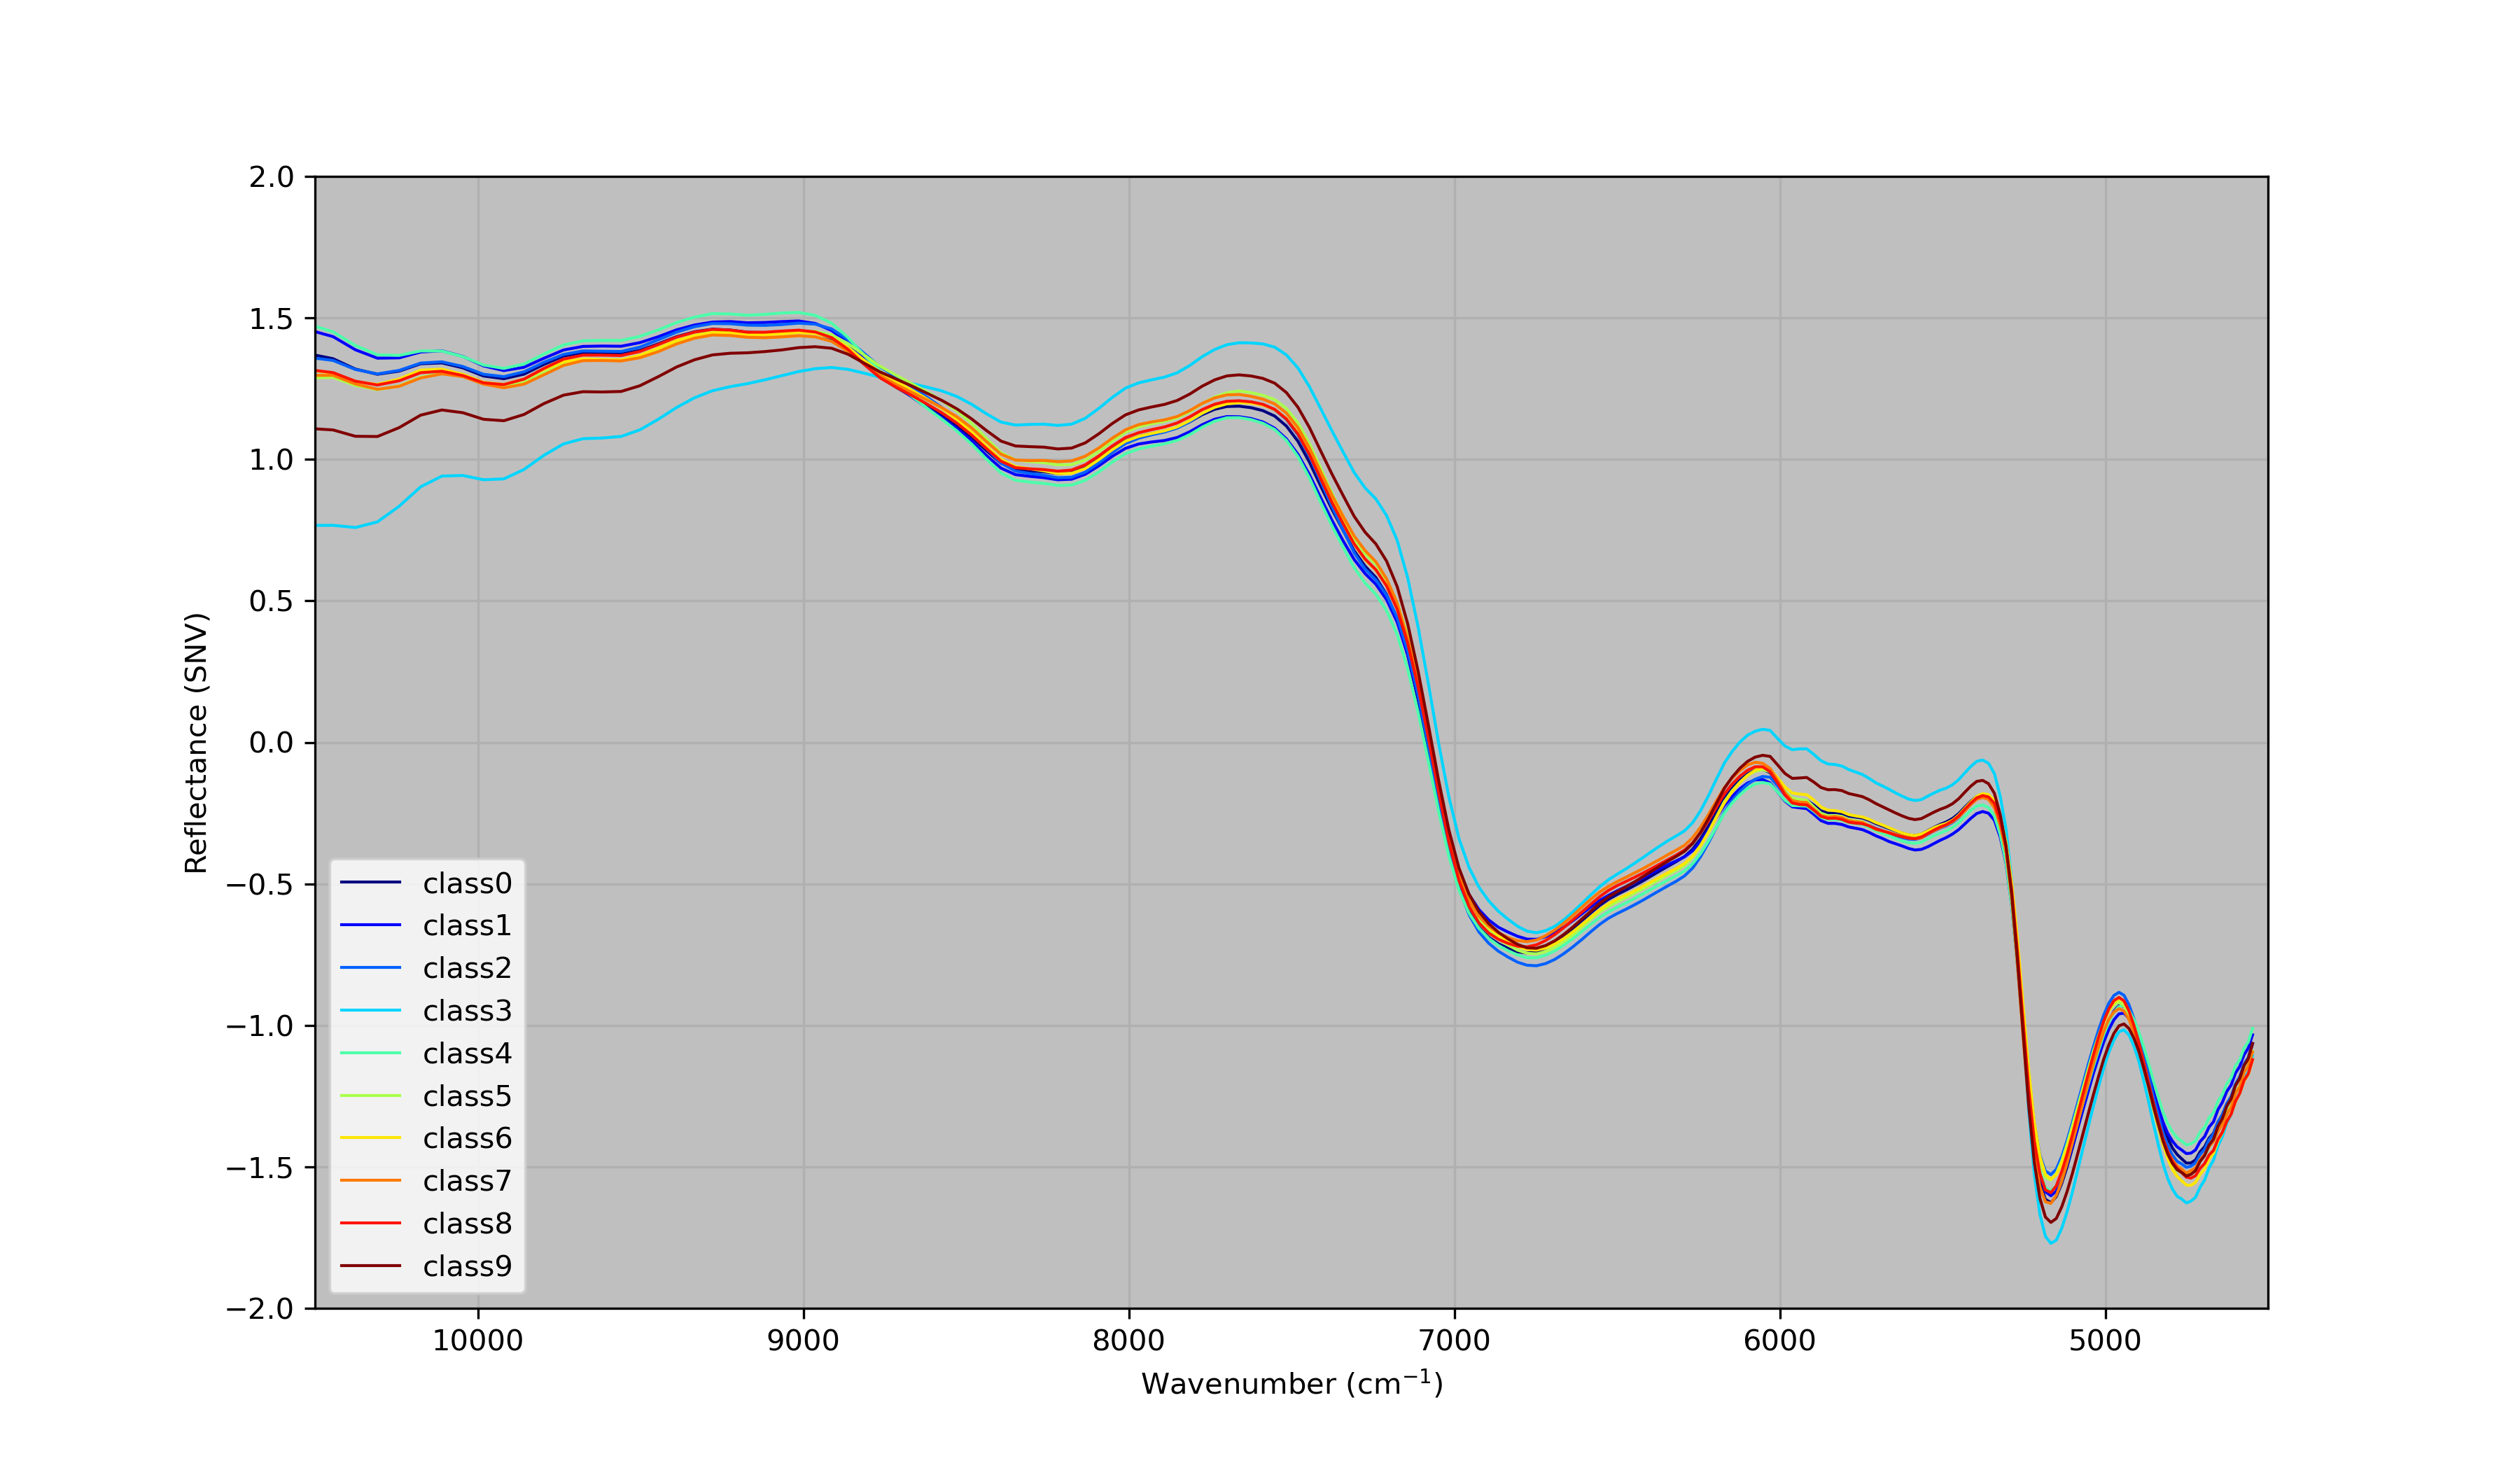 2.0
1.5
1.0
0.5
0.0
−0.5
−1.0
−1.5
−2.0
Reflectance (SNV)
class0
class1
class2
class3
class4
class5
class6
class7
class8
class9
10000 9000 8000 7000 6000 5000
Wavenumber (cm⁻¹)